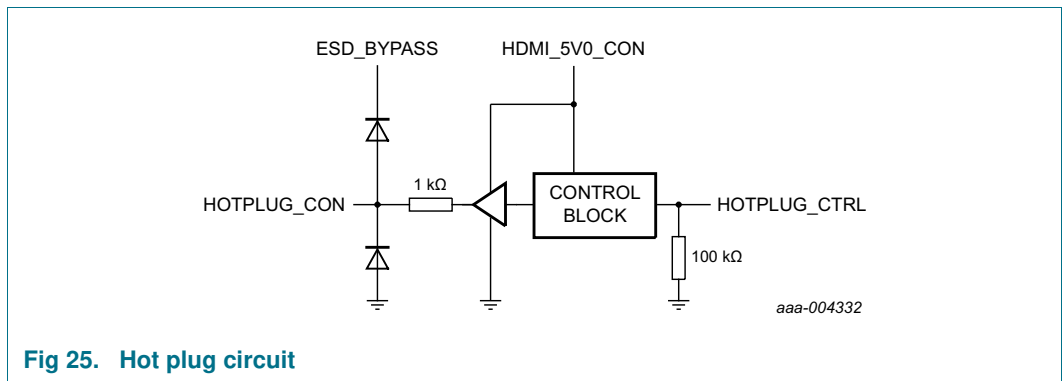 ESD_BYPASS
HDMI_5V0_CON
HOTPLUG_CON
1 kΩ
CONTROL
BLOCK
HOTPLUG_CTRL
100 kΩ
aaa-004332
Fig 25. Hot plug circuit